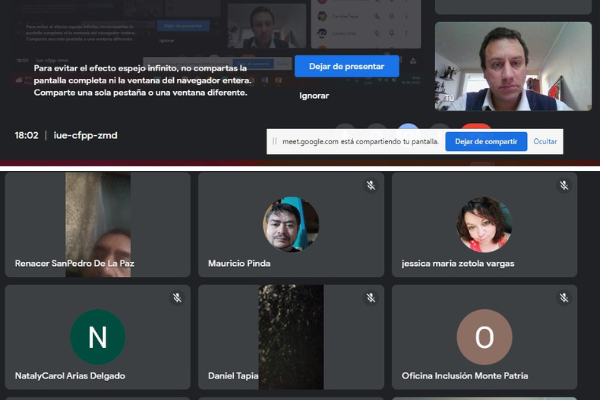 Para evitar el efecto espejo infinito, no compartas la
pantalla completa ni la ventana del navegador entera.
Comparte una sola pestaña o una ventana diferente.
Dejar de presentar
Ignorar
Tú
18:02 | iue-cfpp-zmd
meet.google.com está compartiendo tu pantalla.
Dejar de compartir
Ocultar
Renacer SanPedro De La Paz
Mauricio Pinda
jessica maria zetola vargas
N
NatalyCarol Arias Delgado
Daniel Tapia
O
Oficina Inclusión Monte Patria